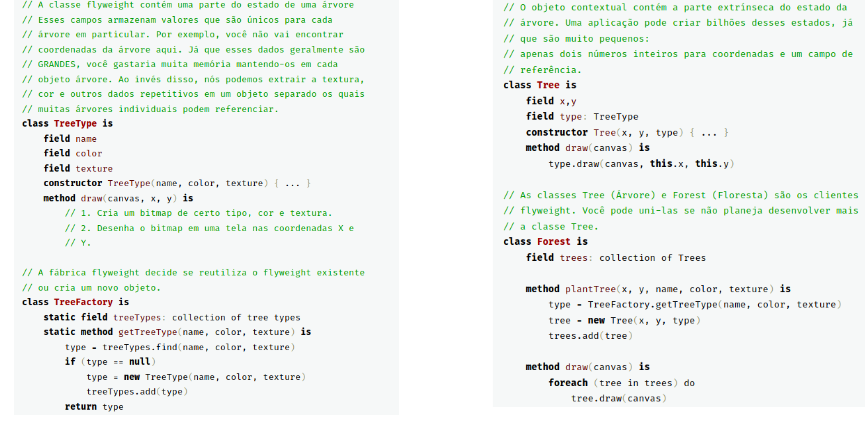 // A classe flyweight contém uma parte do estado de uma árvore
// Esses campos armazenam valores que são únicos para cada
// árvore em particular. Por exemplo, você não vai encontrar
// coordenadas da árvore aqui. Já que esses dados geralmente são
// GRANDES, você gastaria muita memória mantendo-os em cada
// objeto árvore. Ao invés disso, nós podemos extrair a textura,
// cor e outros dados repetitivos em um objeto separado os quais
// muitas árvores individuais podem referenciar.
class TreeType is
    field name
    field color
    field texture
    constructor TreeType(name, color, texture) { ... }
    method draw(canvas, x, y) is
        // 1. Cria um bitmap de certo tipo, cor e textura.
        // 2. Desenha o bitmap em uma tela nas coordenadas X e
        // Y.
// A fábrica flyweight decide se reutiliza o flyweight existente
// ou cria um novo objeto.
class TreeFactory is
    static field treeTypes: collection of tree types
    static method getTreeType(name, color, texture) is
        type = treeTypes.find(name, color, texture)
        if (type == null)
            type = new TreeType(name, color, texture)
            treeTypes.add(type)
        return type
// O objeto contextual contém a parte extrínseca do estado da
// árvore. Uma aplicação pode criar bilhões desses estados, já
// que são muito pequenos:
// apenas dois números inteiros para coordenadas e um campo de
// referência.
class Tree is
    field x,y
    field type: TreeType
    constructor Tree(x, y, type) { ... }
    method draw(canvas) is
        type.draw(canvas, this.x, this.y)
// As classes Tree (Árvore) e Forest (Floresta) são os clientes
// flyweight. Você pode uni-las se não planeja desenvolver mais
// a classe Tree.
class Forest is
    field trees: collection of Trees
    method plantTree(x, y, name, color, texture) is
        type = TreeFactory.getTreeType(name, color, texture)
        tree = new Tree(x, y, type)
        trees.add(tree)
    method draw(canvas) is
        foreach (tree in trees) do
            tree.draw(canvas)